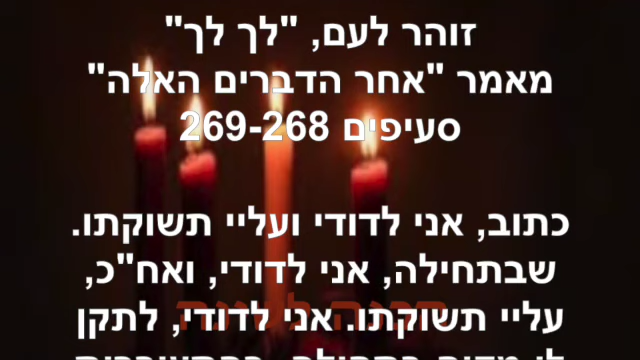 זוהר לעם, "לך לך"
מאמר "אחר הדברים האלה"
סעיפים 269-268
כתוב, אני לדודי ועליי תשוקתו.
שבתחילה, אני לדודי, ואח"כ,
עליי תשוקתו. אני לדודי, לתקן